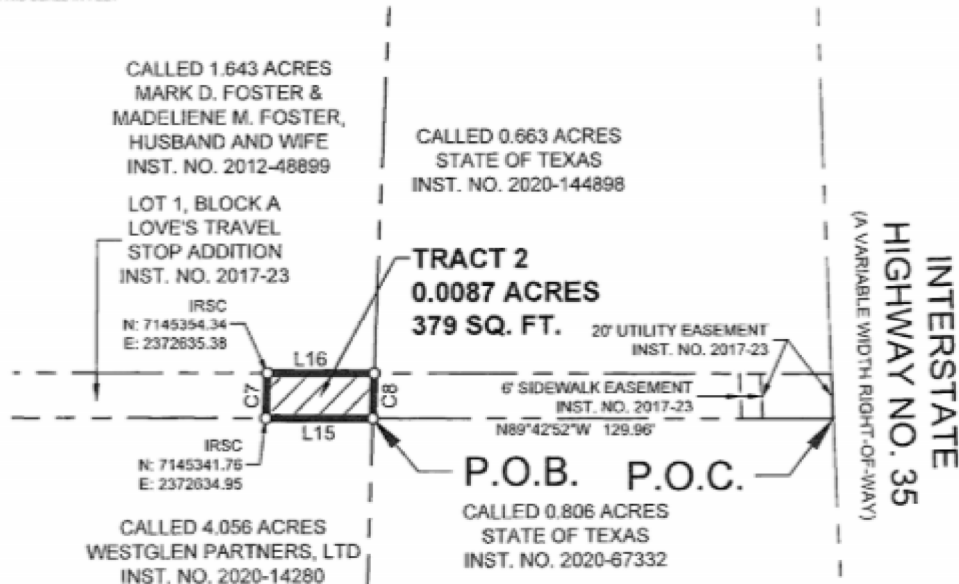 CALLED 1.643 ACRES
MARK D. FOSTER &
MADELIENE M. FOSTER,
HUSBAND AND WIFE
INST. NO. 2012-48899
CALLED 0.663 ACRES
STATE OF TEXAS
INST. NO. 2020-144898
LOT 1, BLOCK A
LOVE'S TRAVEL
STOP ADDITION
INST. NO. 2017-23
INTERSTATE
HIGHWAY NO. 35
(A VARIABLE WIDTH RIGHT-OF-WAY)
TRACT 2
0.0087 ACRES
379 SQ. FT.
IRSC
N: 7145354.34
E: 2372635.38
20' UTILITY EASEMENT
INST. NO. 2017-23
L16
C7
C8
L15
6' SIDEWALK EASEMENT
INST. NO. 2017-23
N89°42'52"W 129.96'
IRSC
N: 7145341.76
E: 2372634.95
P.O.B.
P.O.C.
CALLED 4.056 ACRES
WESTGLEN PARTNERS, LTD
INST. NO. 2020-14280
CALLED 0.806 ACRES
STATE OF TEXAS
INST. NO. 2020-67332